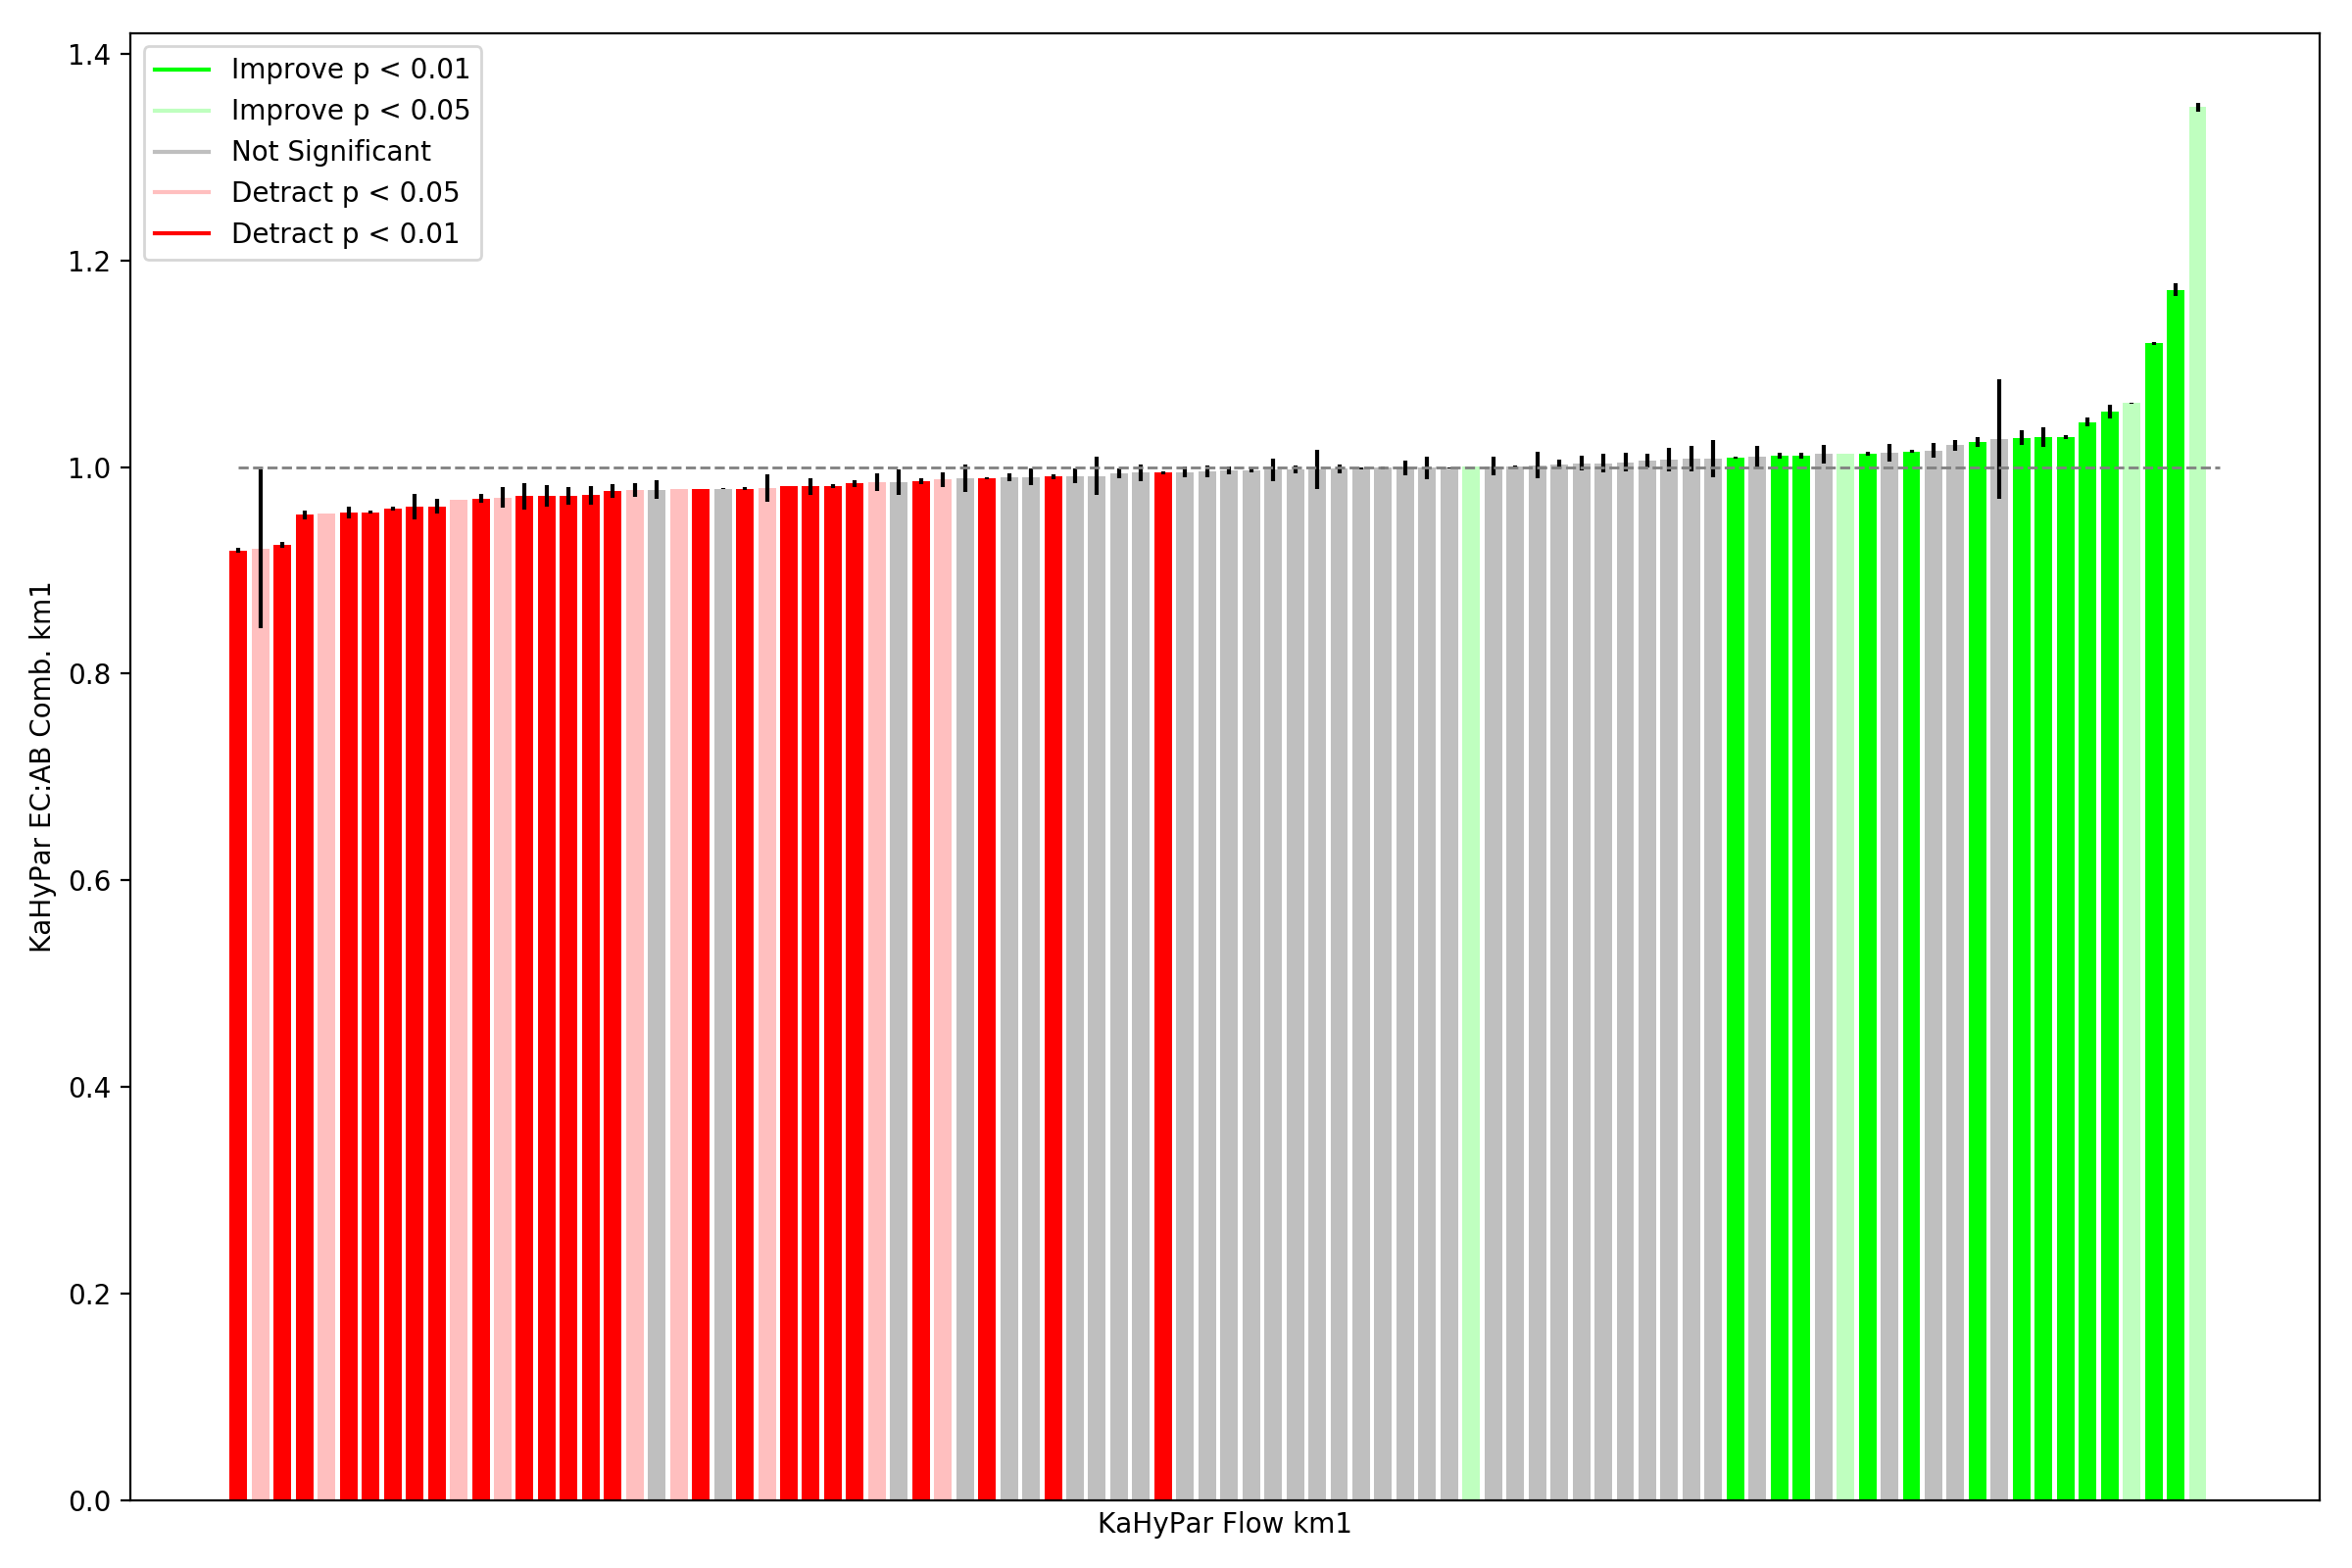 1.4
1.2
1.0
0.8
0.6
0.4
0.2
0.0
Improve p < 0.01
Improve p < 0.05
Not Significant
Detract p < 0.05
Detract p < 0.01
KaHyPar EC:AB Comb. km1
KaHyPar Flow km1